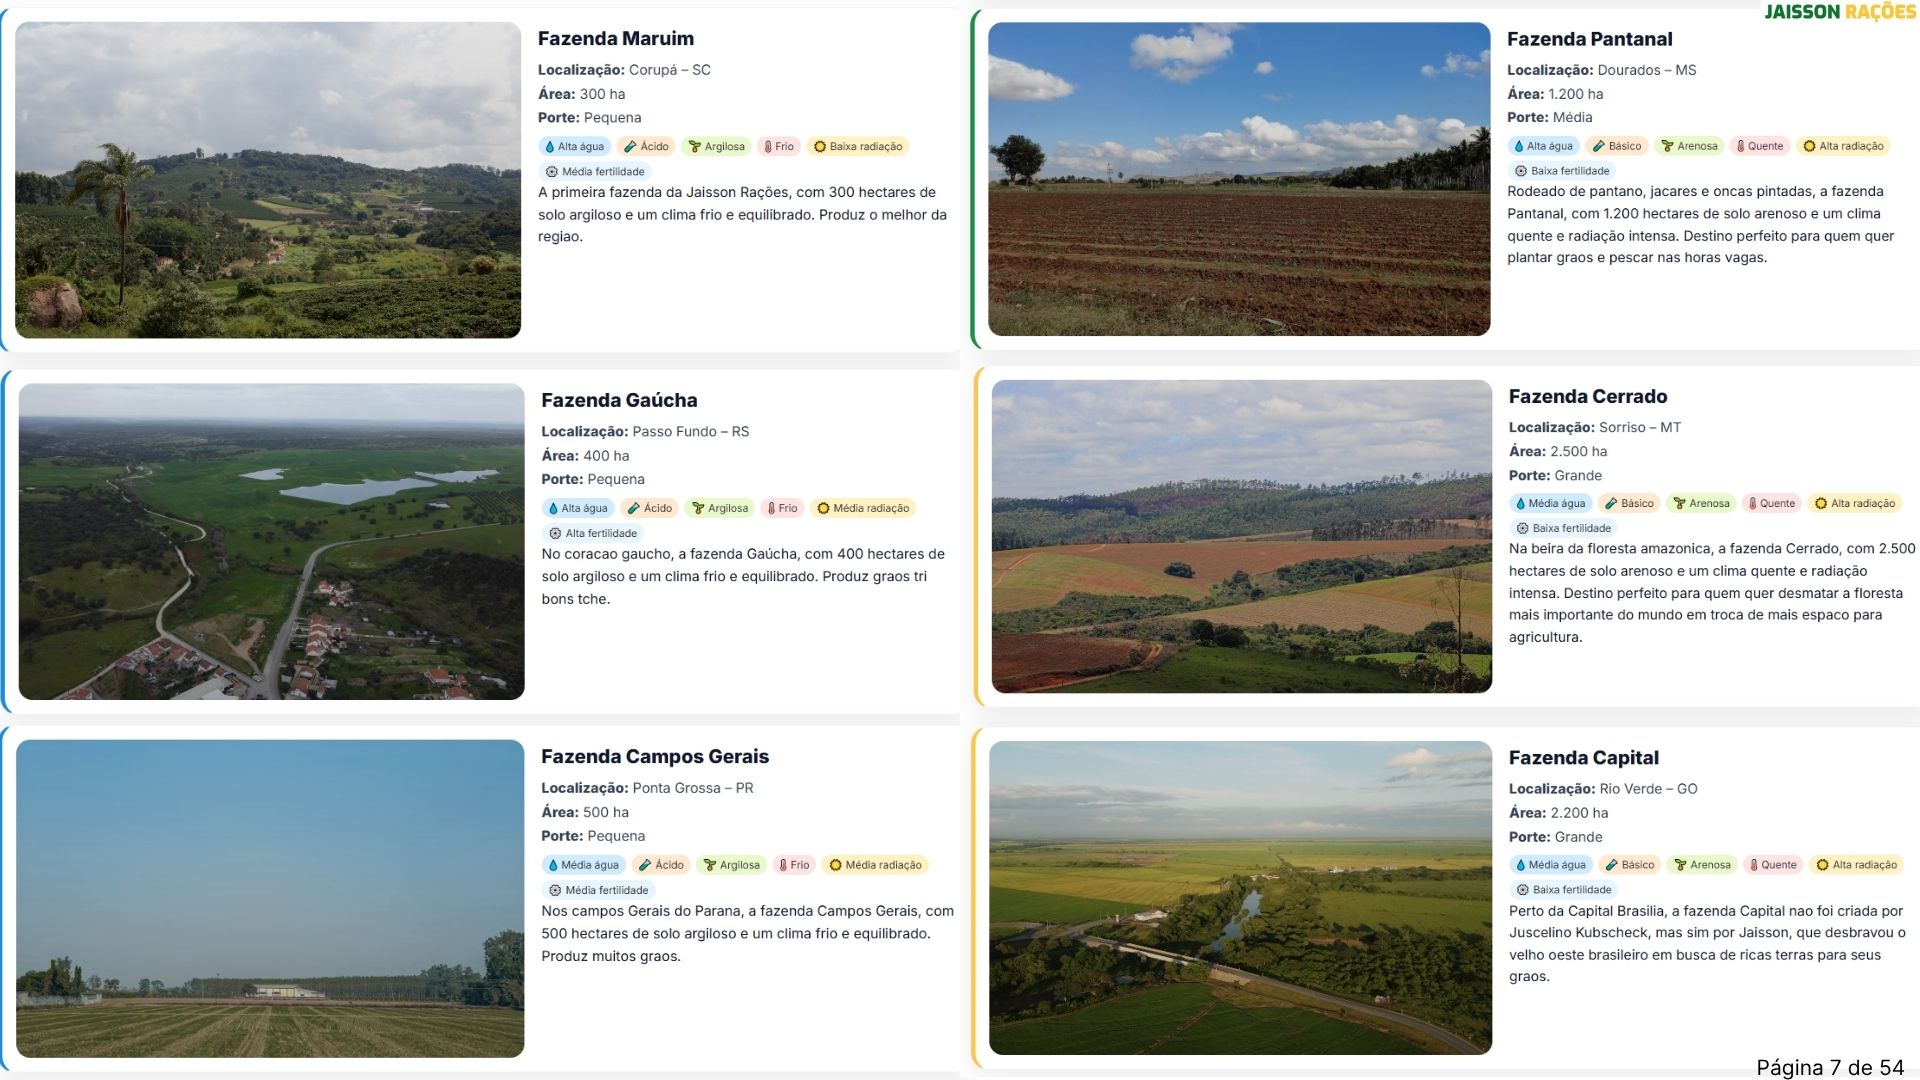 JAISSON RAÇÕES
Fazenda Maruim
Localização: Corupá – SC
Área: 300 ha
Porte: Pequena
Alta água Ácido Argilosa Frio Baixa radiação
Média fertilidade
A primeira fazenda da Jaisson Rações, com 300 hectares de
solo argiloso e um clima frio e equilibrado. Produz o melhor da
regiao.
Fazenda Gaúcha
Localização: Passo Fundo – RS
Área: 400 ha
Porte: Pequena
Alta água Ácido Argilosa Frio Média radiação
Alta fertilidade
No coracao gaucho, a fazenda Gaúcha, com 400 hectares de
solo argiloso e um clima frio e equilibrado. Produz graos tri
bons tche.
Fazenda Campos Gerais
Localização: Ponta Grossa – PR
Área: 500 ha
Porte: Pequena
Média água Ácido Argilosa Frio Média radiação
Média fertilidade
Nos campos Gerais do Parana, a fazenda Campos Gerais, com
500 hectares de solo argiloso e um clima frio e equilibrado.
Produz muitos graos.
Fazenda Pantanal
Localização: Dourados – MS
Área: 1.200 ha
Porte: Média
Alta água Básico Arenosa Quente Alta radiação
Baixa fertilidade
Rodeado de pantano, jacares e oncas pintadas, a fazenda
Pantanal, com 1.200 hectares de solo arenoso e um clima
quente e radiação intensa. Destino perfeito para quem quer
plantar graos e pescar nas horas vagas.
Fazenda Cerrado
Localização: Sorriso – MT
Área: 2.500 ha
Porte: Grande
Média água Básico Arenosa Quente Alta radiação
Baixa fertilidade
Na beira da floresta amazonica, a fazenda Cerrado, com 2.500
hectares de solo arenoso e um clima quente e radiação
intensa. Destino perfeito para quem quer desmatar a floresta
mais importante do mundo em troca de mais espaco para
agricultura.
Fazenda Capital
Localização: Rio Verde – GO
Área: 2.200 ha
Porte: Grande
Média água Básico Arenosa Quente Alta radiação
Baixa fertilidade
Perto da Capital Brasilia, a fazenda Capital nao foi criada por
Juscelino Kubscheck, mas sim por Jaisson, que desbravou o
velho oeste brasileiro em busca de ricas terras para seus
graos.
Página 7 de 54